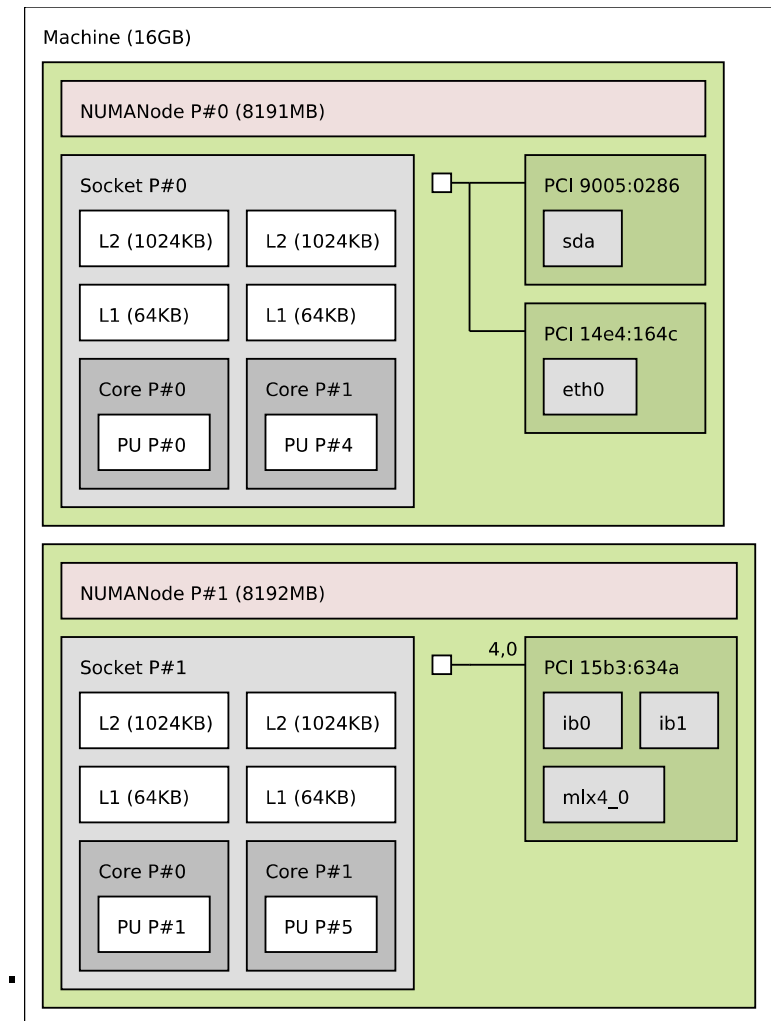 Machine (16GB)
NUMANode P#0 (8191MB)
Socket P#0
PCI 9005:0286
L2 (1024KB) L2 (1024KB)
sda
L1 (64KB) L1 (64KB)
PCI 14e4:164c
Core P#0 Core P#1
eth0
PU P#0 PU P#4
NUMANode P#1 (8192MB)
4,0
Socket P#1
PCI 15b3:634a
L2 (1024KB) L2 (1024KB)
ib0 ib1
L1 (64KB) L1 (64KB)
mlx4_0
Core P#0 Core P#1
PU P#1 PU P#5